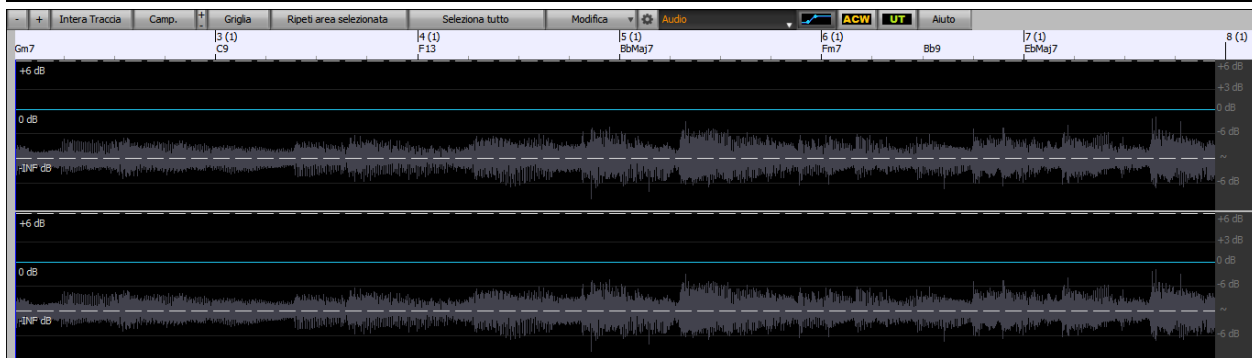 - + Intera Traccia Camp. + - Griglia Ripeti area selezionata Seleziona tutto Modifica Audio ACW UT Aiuto
3 (1) 4 (1) 5 (1) 6 (1) 7 (1) 8 (1)
Gm7 C9 F13 BbMaj7 Fm7 Bb9 EbMaj7
+6 dB +6 dB
+3 dB
0 dB
0 dB
-6 dB
~
-INF dB
-6 dB
+6 dB +6 dB
+3 dB
0 dB
0 dB
-6 dB
~
-INF dB
-6 dB